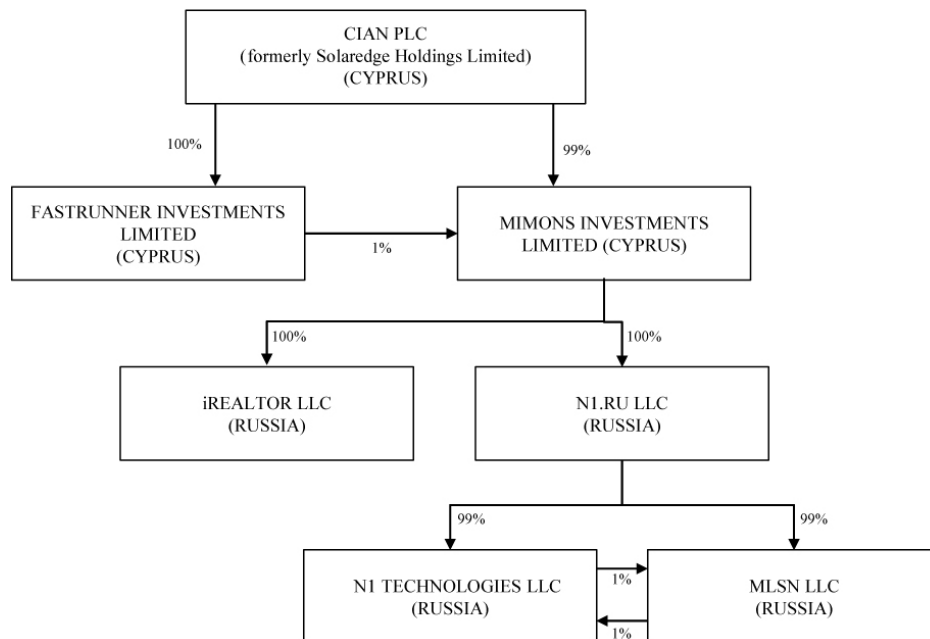 CIAN PLC
(formerly Solaredge Holdings Limited)
(CYPRUS)
100%
99%
FASTRUNNER INVESTMENTS
LIMITED
(CYPRUS)
1%
MIMONS INVESTMENTS
LIMITED (CYPRUS)
100%
100%
iREALTOR LLC
(RUSSIA)
N1.RU LLC
(RUSSIA)
99%
99%
N1 TECHNOLOGIES LLC
(RUSSIA)
1%
1%
MLSN LLC
(RUSSIA)